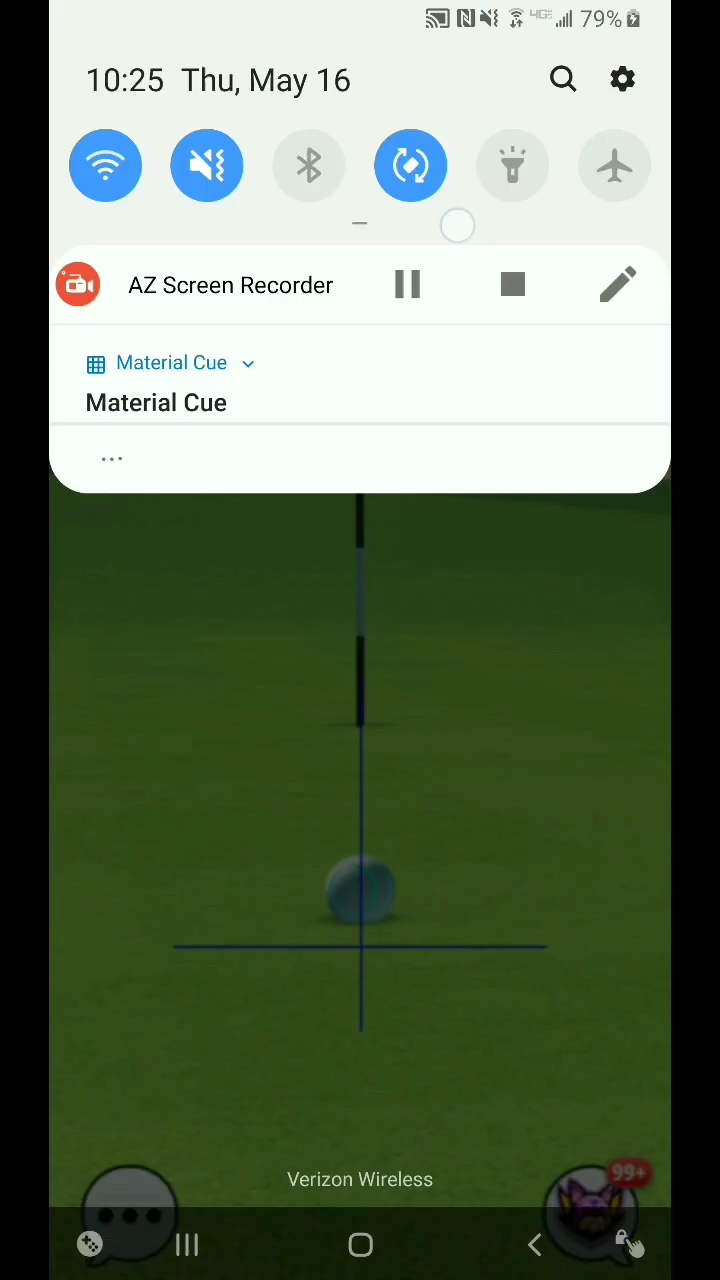 79%
10:25 Thu, May 16
AZ Screen Recorder
Material Cue
Material Cue
...
99+
Verizon Wireless